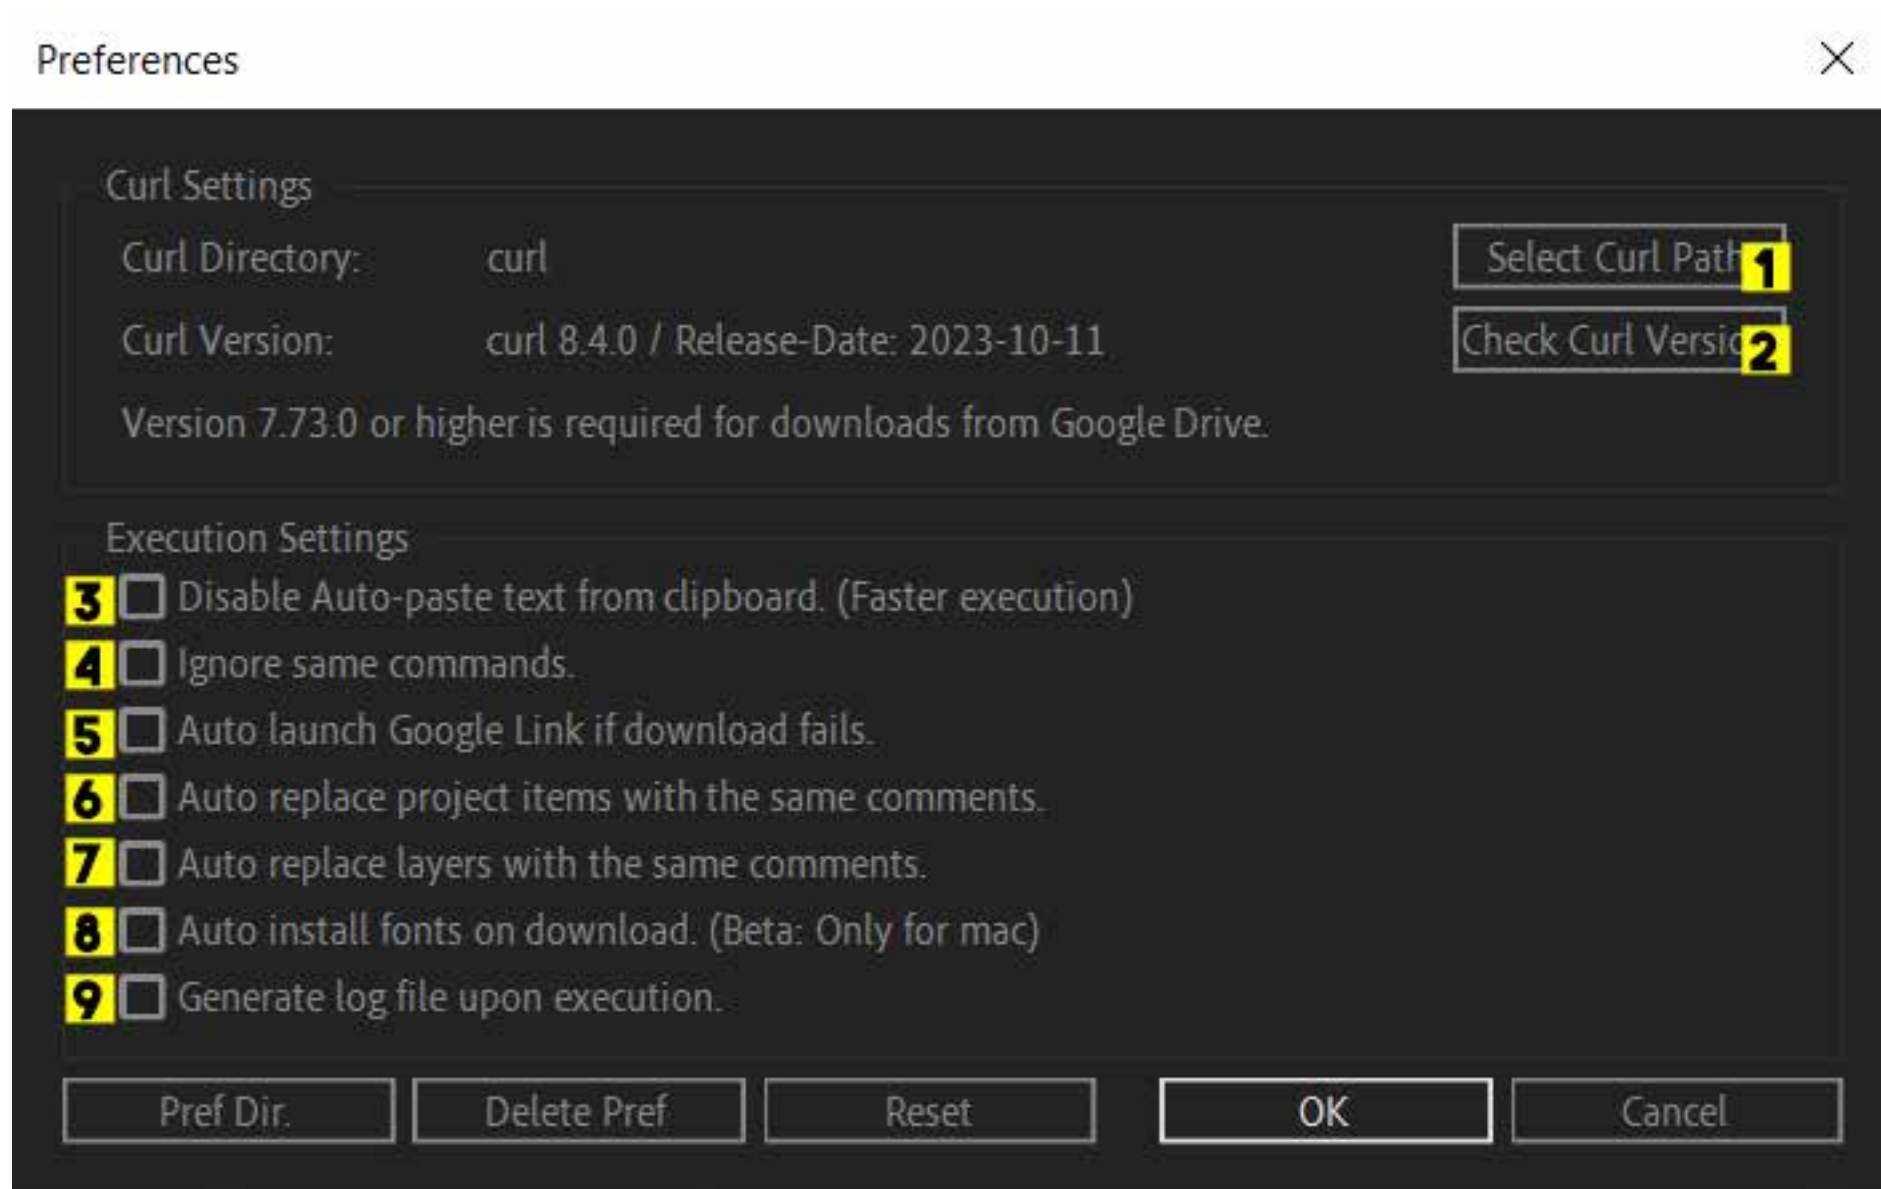 Preferences
Curl Settings
Curl Directory: curl Select Curl Path 1
Curl Version: curl 8.4.0 / Release-Date: 2023-10-11 Check Curl Versio 2
Version 7.73.0 or higher is required for downloads from Google Drive.
Execution Settings
3 Disable Auto-paste text from clipboard. (Faster execution)
4 Ignore same commands.
5 Auto launch Google Link if download fails.
6 Auto replace project items with the same comments.
7 Auto replace layers with the same comments.
8 Auto install fonts on download. (Beta: Only for mac)
9 Generate log file upon execution.
Pref Dir. Delete Pref Reset OK Cancel